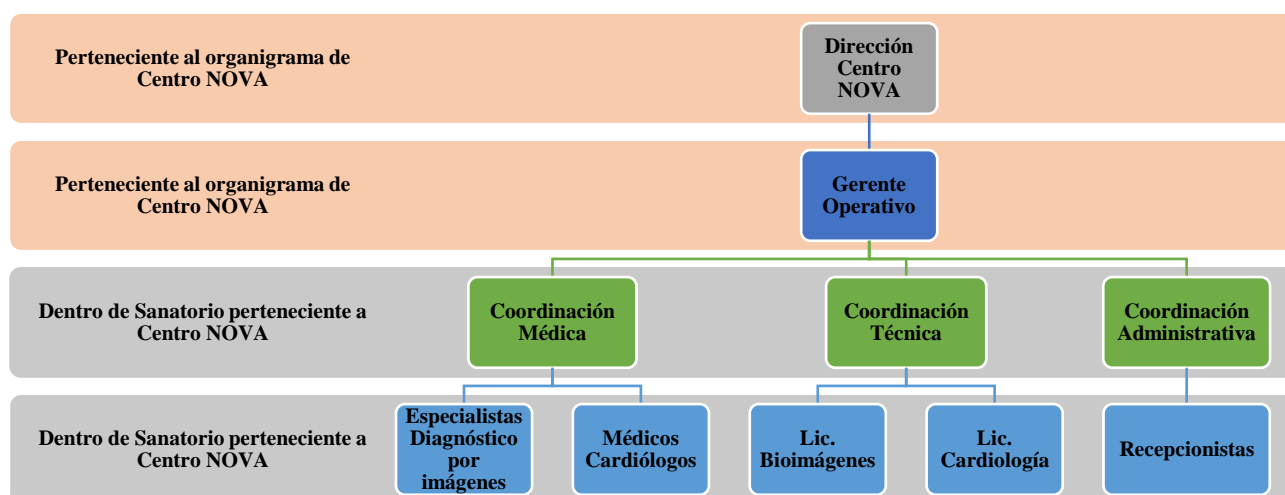 Perteneciente al organigrama de
Centro NOVA
Dirección
Centro
NOVA
Perteneciente al organigrama de
Centro NOVA
Gerente
Operativo
Dentro de Sanatorio perteneciente a
Centro NOVA
Coordinación
Médica
Coordinación
Técnica
Coordinación
Administrativa
Dentro de Sanatorio perteneciente a
Centro NOVA
Especialistas
Diagnóstico
por
imágenes
Médicos
Cardiólogos
Lic.
Bioimágenes
Lic.
Cardiología
Recepcionistas